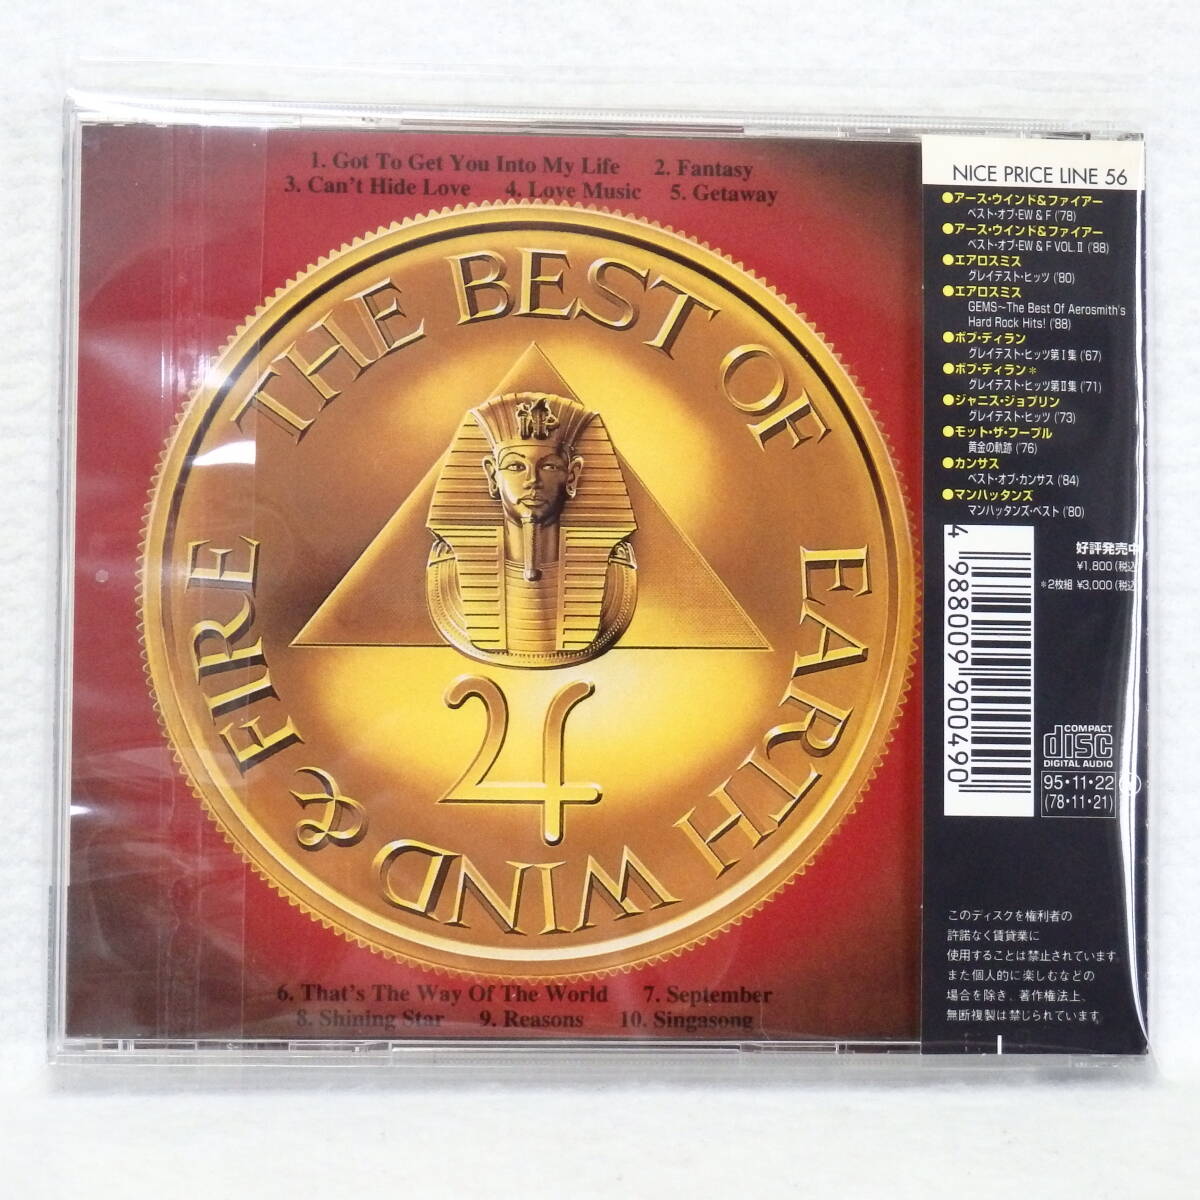 1. Got To Get You Into My Life 2. Fantasy
3. Can't Hide Love 4. Love Music 5. Getaway
THE BEST OF
EARTH WIND & FIRE
6. That's The Way Of The World 7. September
8. Shining Star 9. Reasons 10. Singasong
NICE PRICE LINE 56
●アース・ウインド&ファイアー
ベスト・オブ・EW & F ('78)
●アース・ウインド&ファイアー
ベスト・オブ・EW & F VOL.Ⅱ ('88)
●エアロスミス
グレイテスト・ヒッツ ('80)
●エアロスミス
GEMS〜The Best Of Aerosmith's
Hard Rock Hits! ('88)
●ボブ・ディラン
グレイテスト・ヒッツ第Ⅰ集 ('67)
●ボブ・ディラン*
グレイテスト・ヒッツ第Ⅱ集 ('71)
●ジャニス・ジョプリン
グレイテスト・ヒッツ ('73)
●モット・ザ・フープル
黄金の軌跡 ('76)
●カンサス
ベスト・オブ・カンサス ('84)
●マンハッタンズ
マンハッタンズ・ベスト ('80)
好評発売中
¥1,800 (税込
*2枚組 ¥3,000 (税込
4 988009 900490
COMPACT
disc
DIGITAL AUDIO
95・11・22 N
(78・11・21)
このディスクを権利者の
許諾なく賃貸業に
使用することは禁止されています
また個人的に楽しむなどの
場合を除き、著作権法上、
無断複製は禁じられています